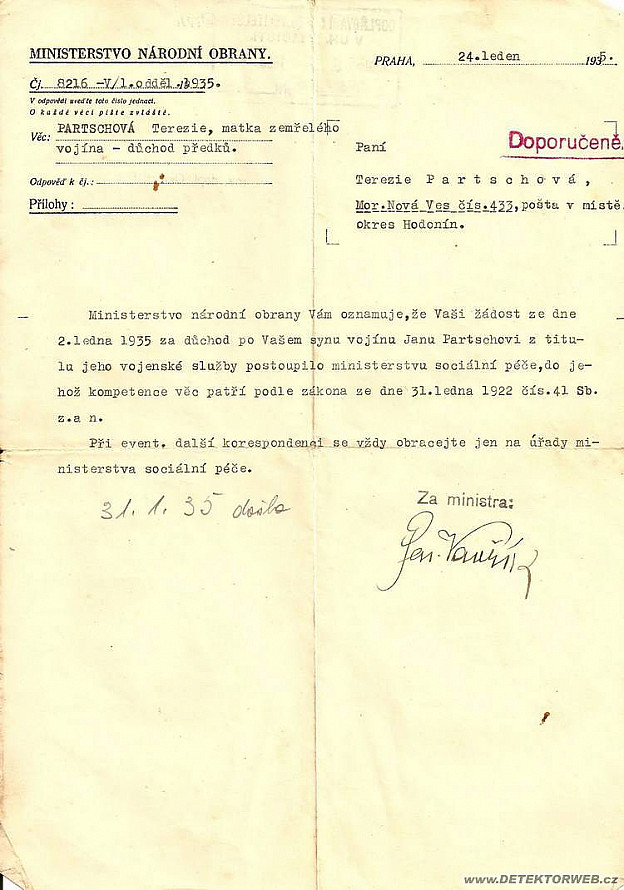 MINISTERSTVO NÁRODNÍ OBRANY.
PRAHA, 24.leden 1935.
Čj. 8216 -V/1.odděl.1935.
V odpovědi uveďte toto číslo jednací.
O každé věci pište zvláště.
Věc: PARTSCHOVÁ Terezie, matka zemřelého
vojína - důchod předků.
Odpověď k čj.:
Přílohy:
Paní
Doporučeně.
Terezie Partschová,
Mor.Nová Ves čís.433,pošta v místě.
okres Hodonín.
Ministerstvo národní obrany Vám oznamuje,že Vaši žádost ze dne
2.ledna 1935 za důchod po Vašem synu vojínu Janu Partschovi z titu-
lu jeho vojenské služby postoupilo ministerstvu sociální péče,do je-
hož kompetence věc patří podle zákona ze dne 31.ledna 1922 čís.41 Sb.
z.a n.
Při event. další korespondenci se vždy obracejte jen na úřady mi-
nisterstva sociální péče.
31. 1. 35 došlo
Za ministra:
www.DETEKTORWEB.cz